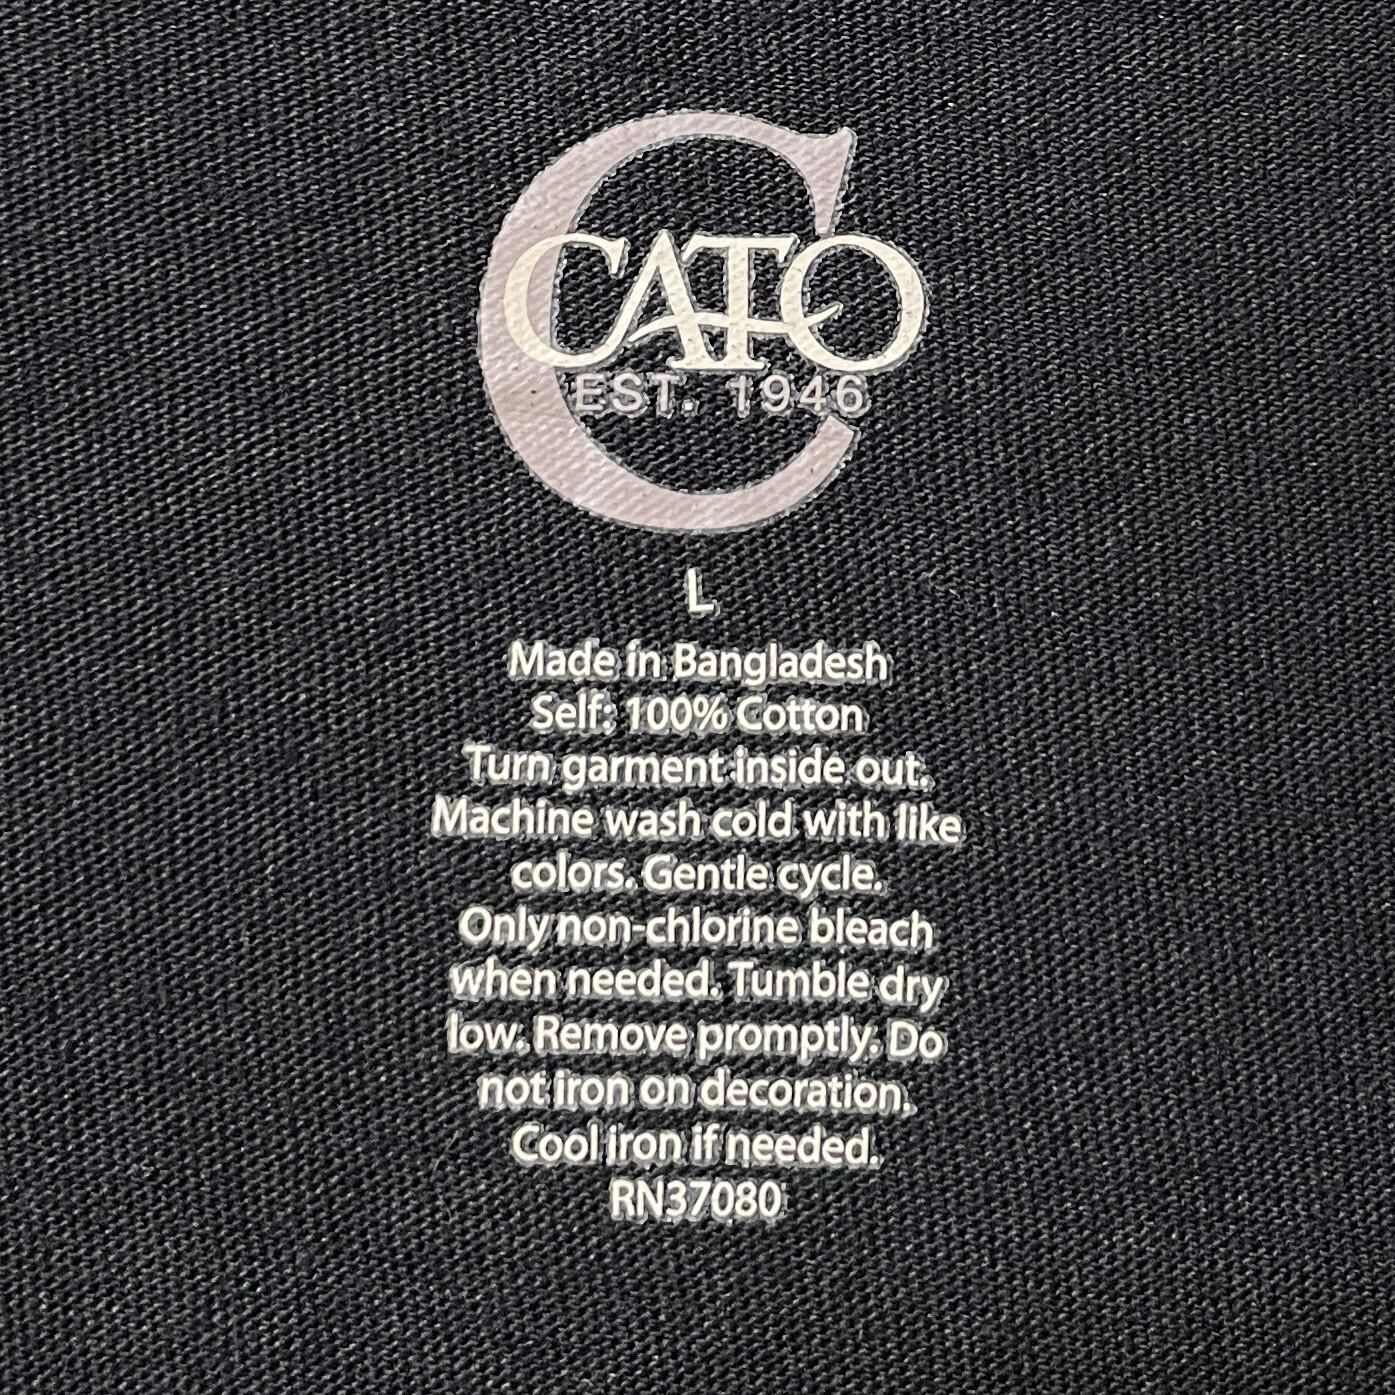 C
CATO
EST. 1946
L
Made in Bangladesh
Self: 100% Cotton
Turn garment inside out.
Machine wash cold with like
colors. Gentle cycle.
Only non-chlorine bleach
when needed. Tumble dry
low. Remove promptly. Do
not iron on decoration.
Cool iron if needed.
RN37080